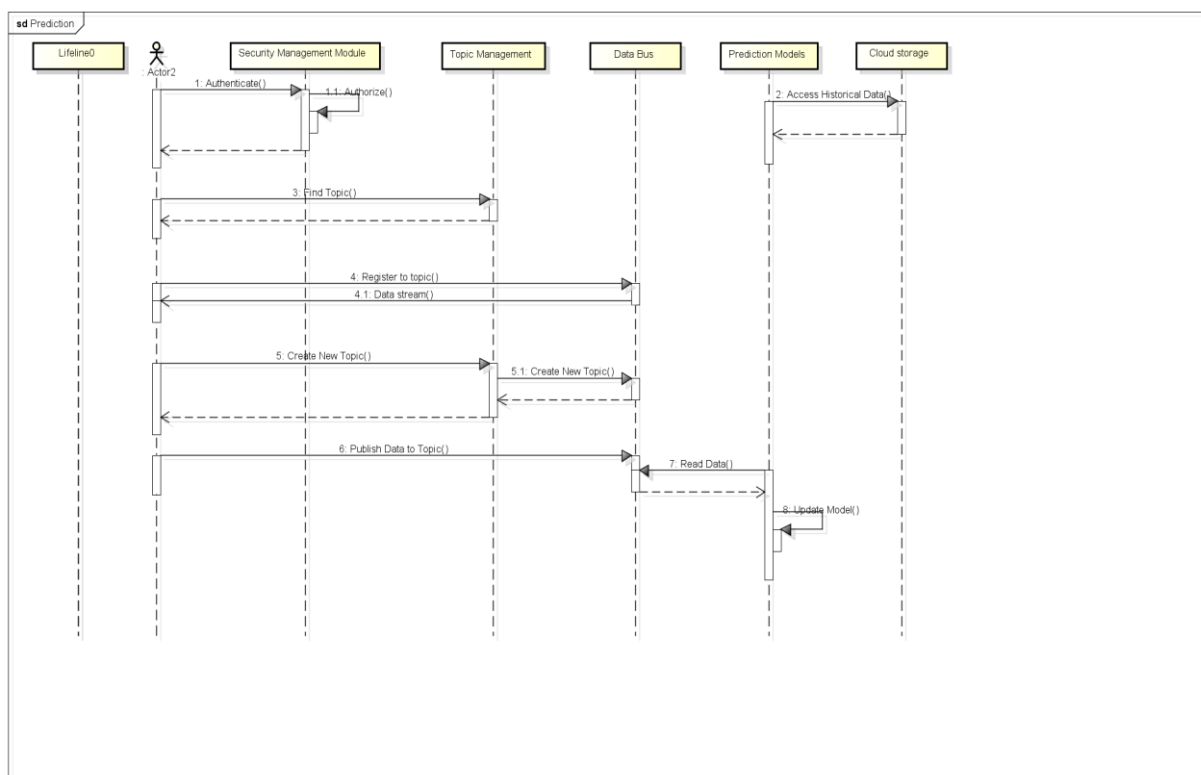 sd Prediction
Lifeline0
: Actor2
Security Management Module
Topic Management
Data Bus
Prediction Models
Cloud storage
1: Authenticate()
1.1: Authorize()
2: Access Historical Data()
3: Find Topic()
4: Register to topic()
4.1: Data stream()
5: Create New Topic()
5.1: Create New Topic()
6: Publish Data to Topic()
7: Read Data()
8: Update Model()